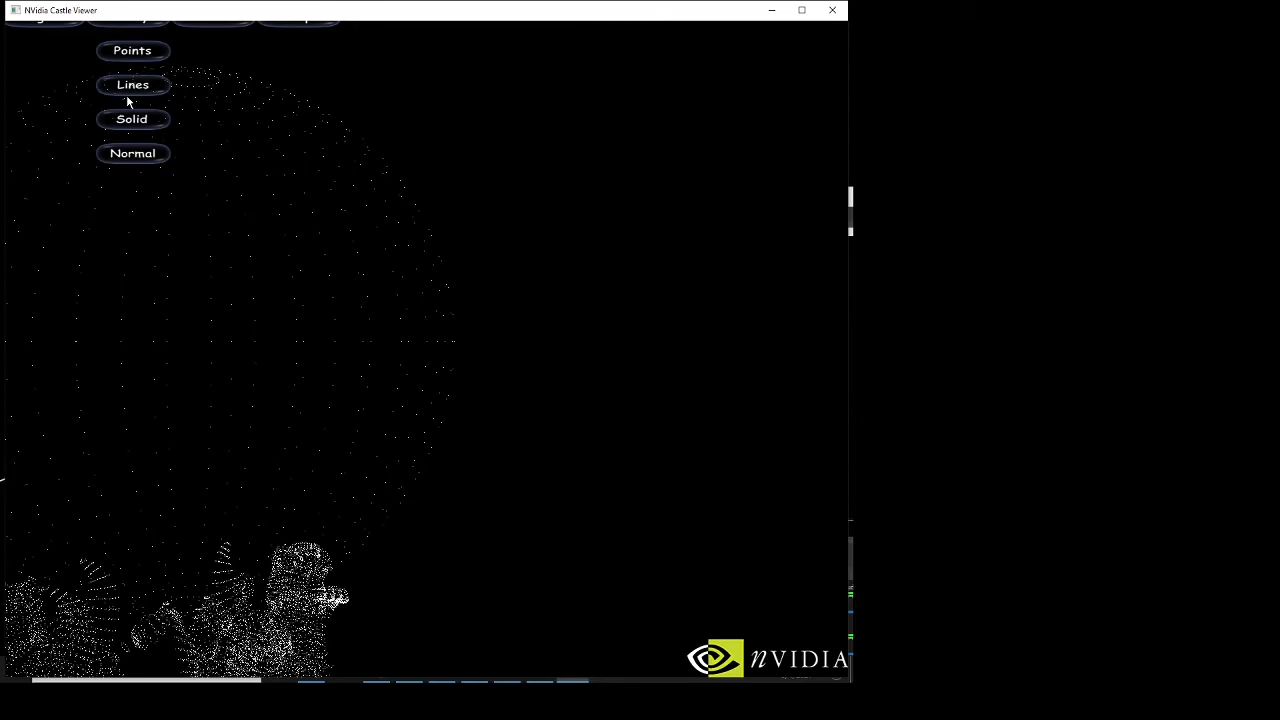 NVidia Castle Viewer
Points
Lines
Solid
Normal
nVIDIA